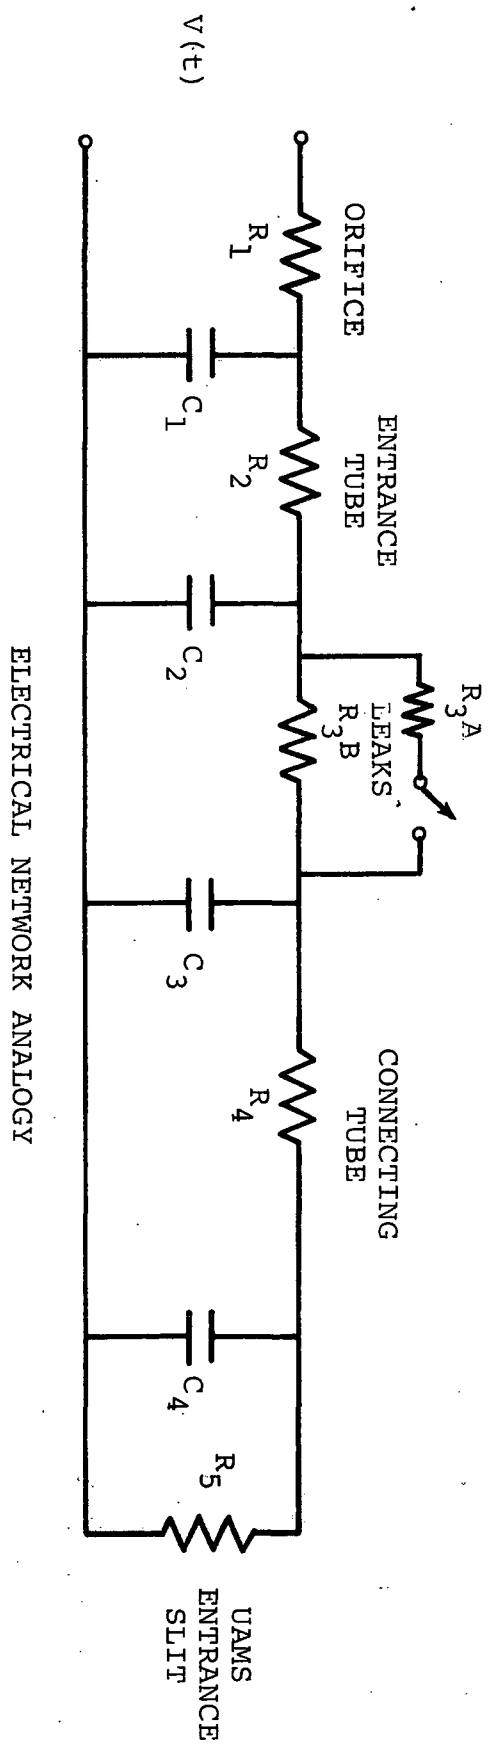 V(t)
ORIFICE
R1
C1
ENTRANCE
TUBE
R2
C2
R3A
LEAKS
R3B
C3
CONNECTING
TUBE
R4
C4
R5
UAMS
ENTRANCE
SLIT
ELECTRICAL NETWORK ANALOGY